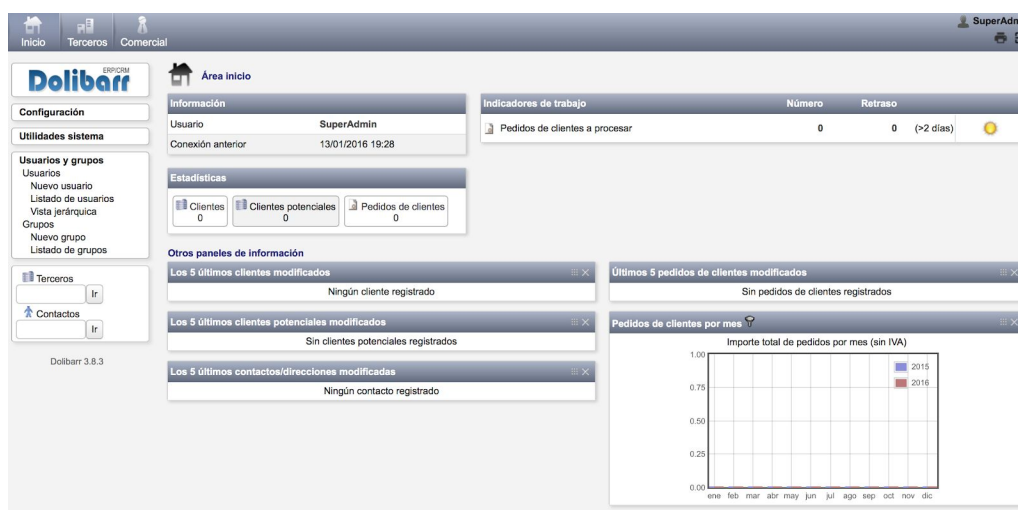 SuperAdm
Inicio Terceros Comercial
ERP/CRM
Dolibarr
Configuración
Utilidades sistema
Usuarios y grupos
Usuarios
Nuevo usuario
Listado de usuarios
Vista jerárquica
Grupos
Nuevo grupo
Listado de grupos
Terceros
Ir
Contactos
Ir
Dolibarr 3.8.3
Área inicio
Información
Usuario SuperAdmin
Conexión anterior 13/01/2016 19:28
Indicadores de trabajo Número Retraso
Pedidos de clientes a procesar 0 0 (>2 días)
Estadísticas
Clientes
0
Clientes potenciales
0
Pedidos de clientes
0
Otros paneles de información
Los 5 últimos clientes modificados
Ningún cliente registrado
Los 5 últimos clientes potenciales modificados
Sin clientes potenciales registrados
Los 5 últimos contactos/direcciones modificadas
Ningún contacto registrado
Últimos 5 pedidos de clientes modificados
Sin pedidos de clientes registrados
Pedidos de clientes por mes
Importe total de pedidos por mes (sin IVA)
1.00
0.75
0.50
0.25
0.00
2015
2016
ene feb mar abr may jun jul ago sep oct nov dic